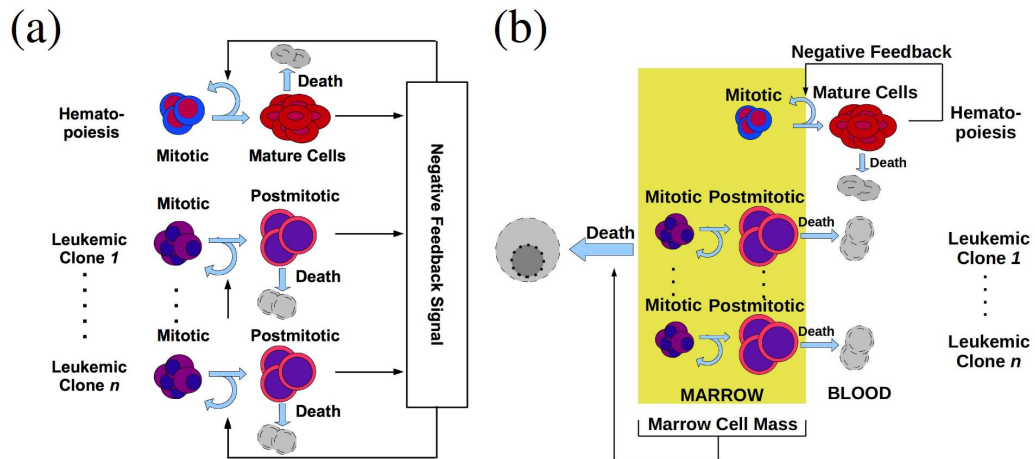 (a)
Hemato-
poiesis
Mitotic
Mature Cells
Death
Negative Feedback Signal
Leukemic
Clone 1
Mitotic
Postmitotic
Death
Leukemic
Clone n
Mitotic
Postmitotic
Death
(b)
Negative Feedback
Mitotic
Mature Cells
Hemato-
poiesis
Death
Mitotic
Postmitotic
Death
Death
Leukemic
Clone 1
Mitotic
Postmitotic
Death
Leukemic
Clone n
MARROW
BLOOD
Marrow Cell Mass